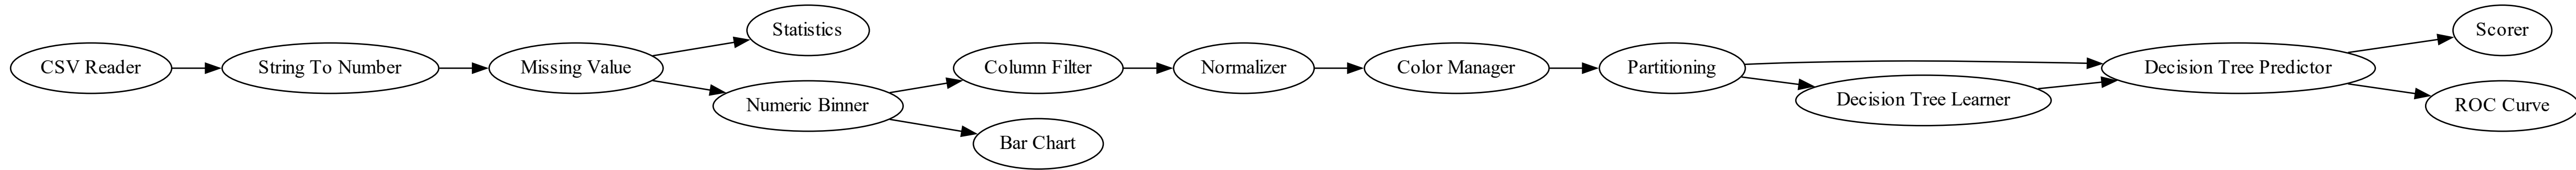 CSV Reader
String To Number
Missing Value
Statistics
Numeric Binner
Column Filter
Bar Chart
Normalizer
Color Manager
Partitioning
Decision Tree Learner
Decision Tree Predictor
Scorer
ROC Curve